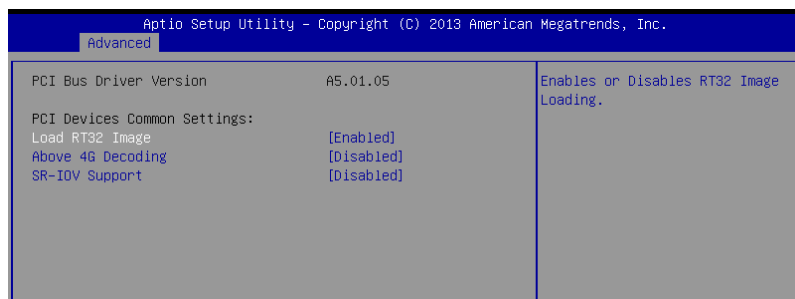 Aptio Setup Utility – Copyright (C) 2013 American Megatrends, Inc.
Advanced
PCI Bus Driver Version A5.01.05
PCI Devices Common Settings:
Load RT32 Image [Enabled]
Above 4G Decoding [Disabled]
SR-IOV Support [Disabled]
Enables or Disables RT32 Image
Loading.